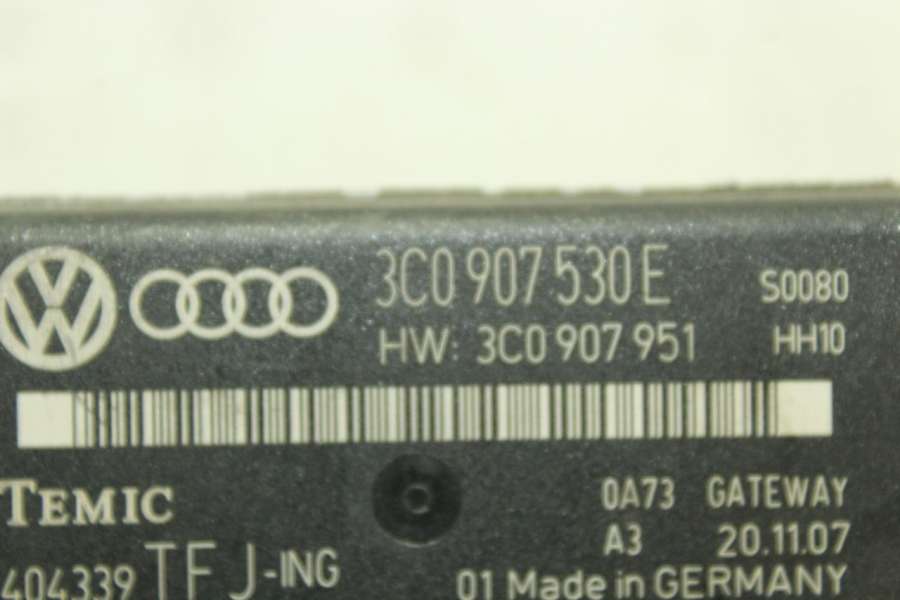 3C0 907 530 E S0080
HW: 3C0 907 951 HH10
TEMIC 0A73 GATEWAY
A3 20.11.07
404339 TFJ-ING 01 Made in GERMANY